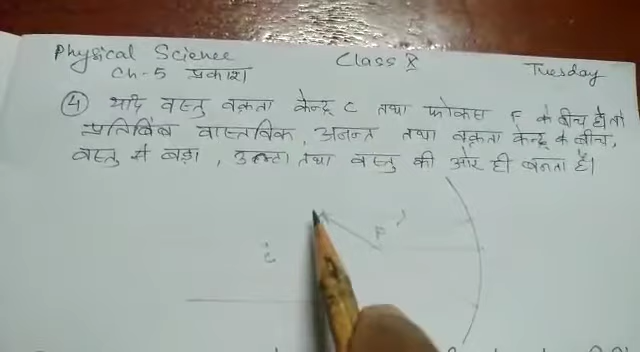 Physical Science
Class X
Tuesday
Ch-5 प्रकाश
④ यदि वस्तु वक्रता केन्द्र C तथा फोकस F के बीच है तो
प्रतिबिंब वास्तविक, अनन्त तथा वक्रता केन्द्र के बीच,
वस्तु से बड़ा, उल्टा तथा वस्तु की ओर ही बनता है।
F
C